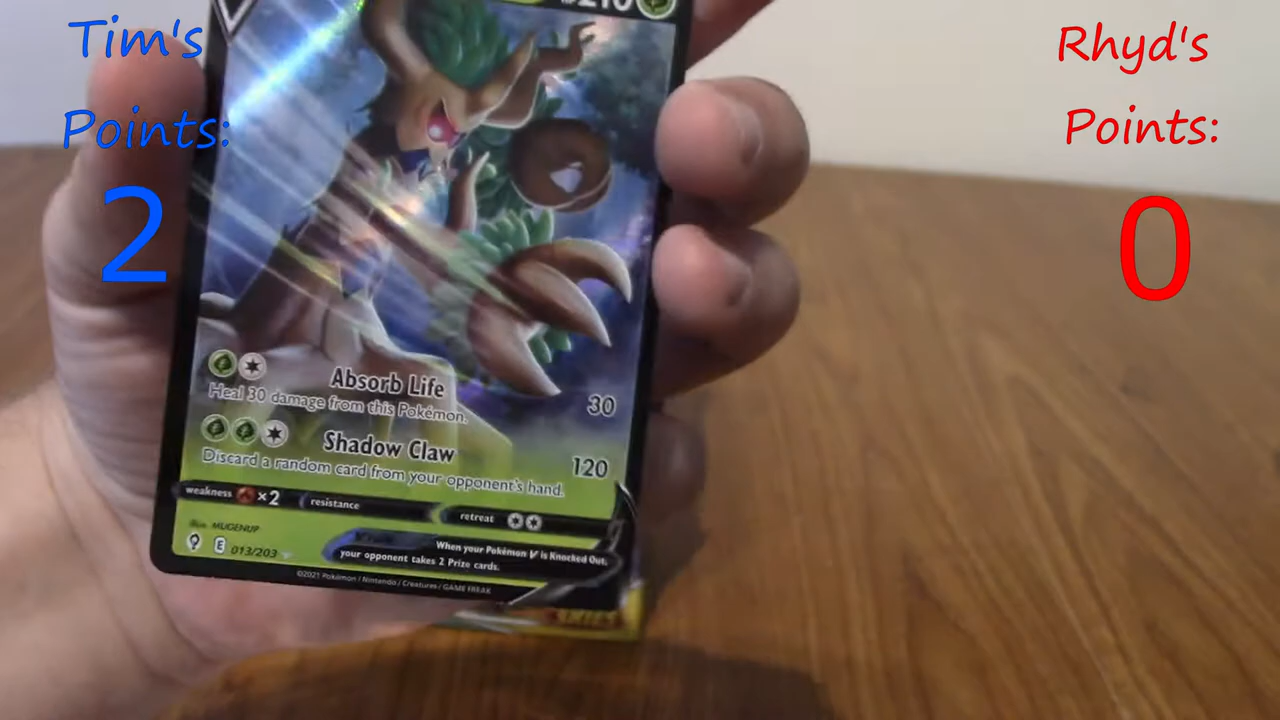 Tim's
Points:
2
Rhyd's
Points:
0
210
Absorb Life
30
Heal 30 damage from this Pokémon.
Shadow Claw
120
Discard a random card from your opponent's hand.
weakness ×2 resistance retreat
MUGENUP
E 013/203
When your Pokémon V is Knocked Out,
your opponent takes 2 Prize cards.
©2021 Pokémon / Nintendo / Creatures / GAME FREAK